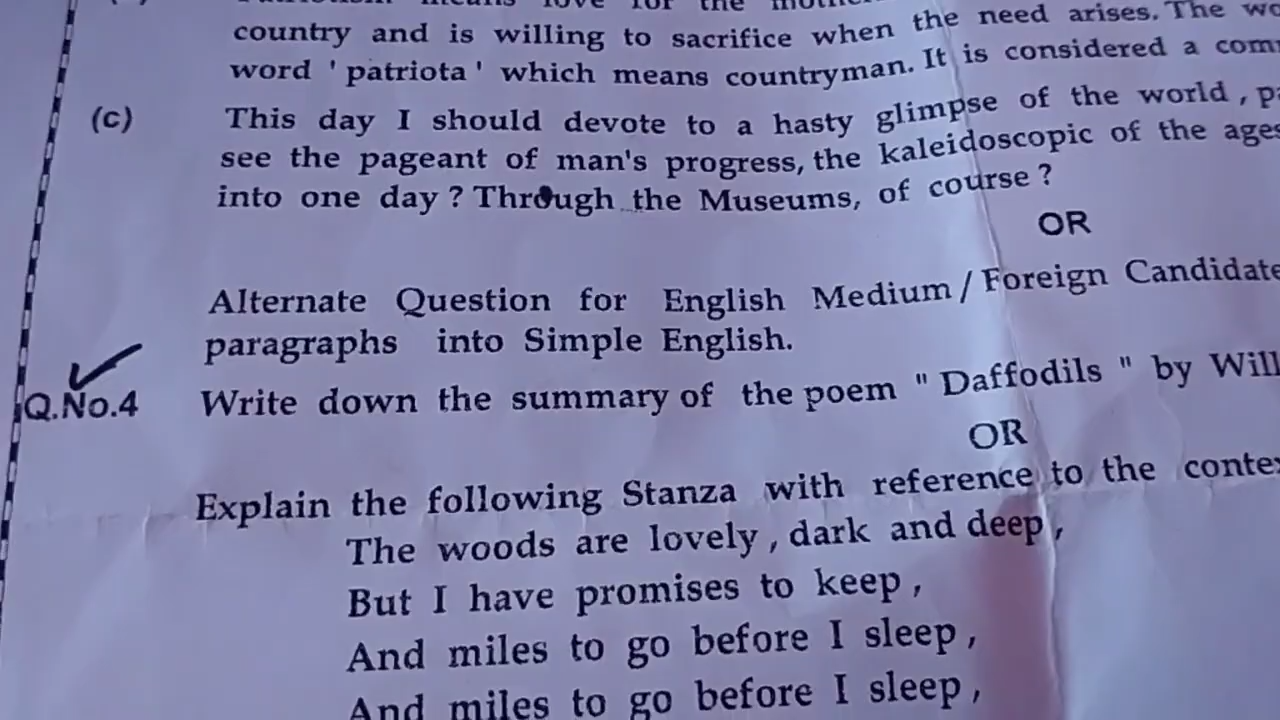 means love for the
country and is willing to sacrifice when the need arises. The
word ' patriota ' which means countryman. It is considered a
(c) This day I should devote to a hasty glimpse of the world ,
see the pageant of man's progress, the kaleidoscopic of the ages
into one day ? Through the Museums, of course ?
OR
Alternate Question for English Medium / Foreign Candidate
paragraphs into Simple English.
Q.No.4 Write down the summary of the poem " Daffodils " by Will
OR
Explain the following Stanza with reference to the
The woods are lovely , dark and deep ,
But I have promises to keep ,
And miles to go before I sleep ,
And miles to go before I sleep ,